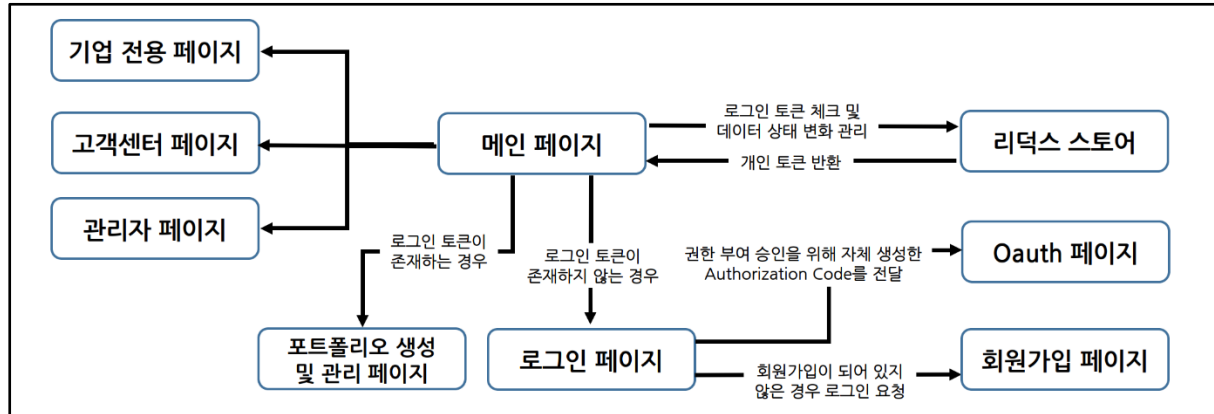 기업 전용 페이지
고객센터 페이지
관리자 페이지
메인 페이지
로그인 토큰 체크 및
데이터 상태 변화 관리
개인 토큰 반환
리덕스 스토어
로그인 토큰이
존재하는 경우
로그인 토큰이
존재하지 않는 경우
권한 부여 승인을 위해 자체 생성한
Authorization Code를 전달
Oauth 페이지
포트폴리오 생성
및 관리 페이지
로그인 페이지
회원가입이 되어 있지
않은 경우 로그인 요청
회원가입 페이지